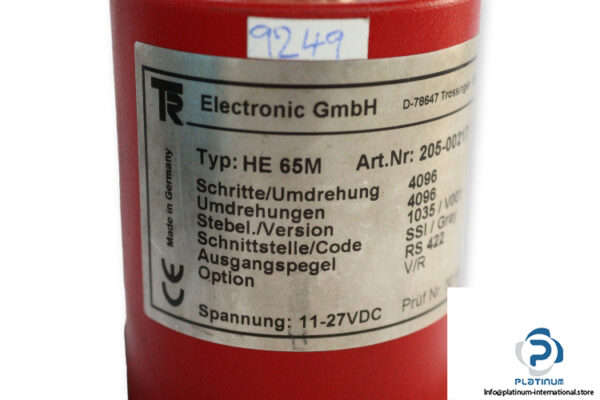 9249
TR Electronic GmbH D-78647 Trossingen
Made in Germany
Typ: HE 65M Art.Nr: 205-00217
Schritte/Umdrehung 4096
Umdrehungen 4096
Stebel./Version 1035 / V001
Schnittstelle/Code SSI / Gray
Ausgangspegel RS 422
Option V/R
CE
Spannung: 11-27VDC Prüf Nr.
PLATINUM
Info@platinum-international.store